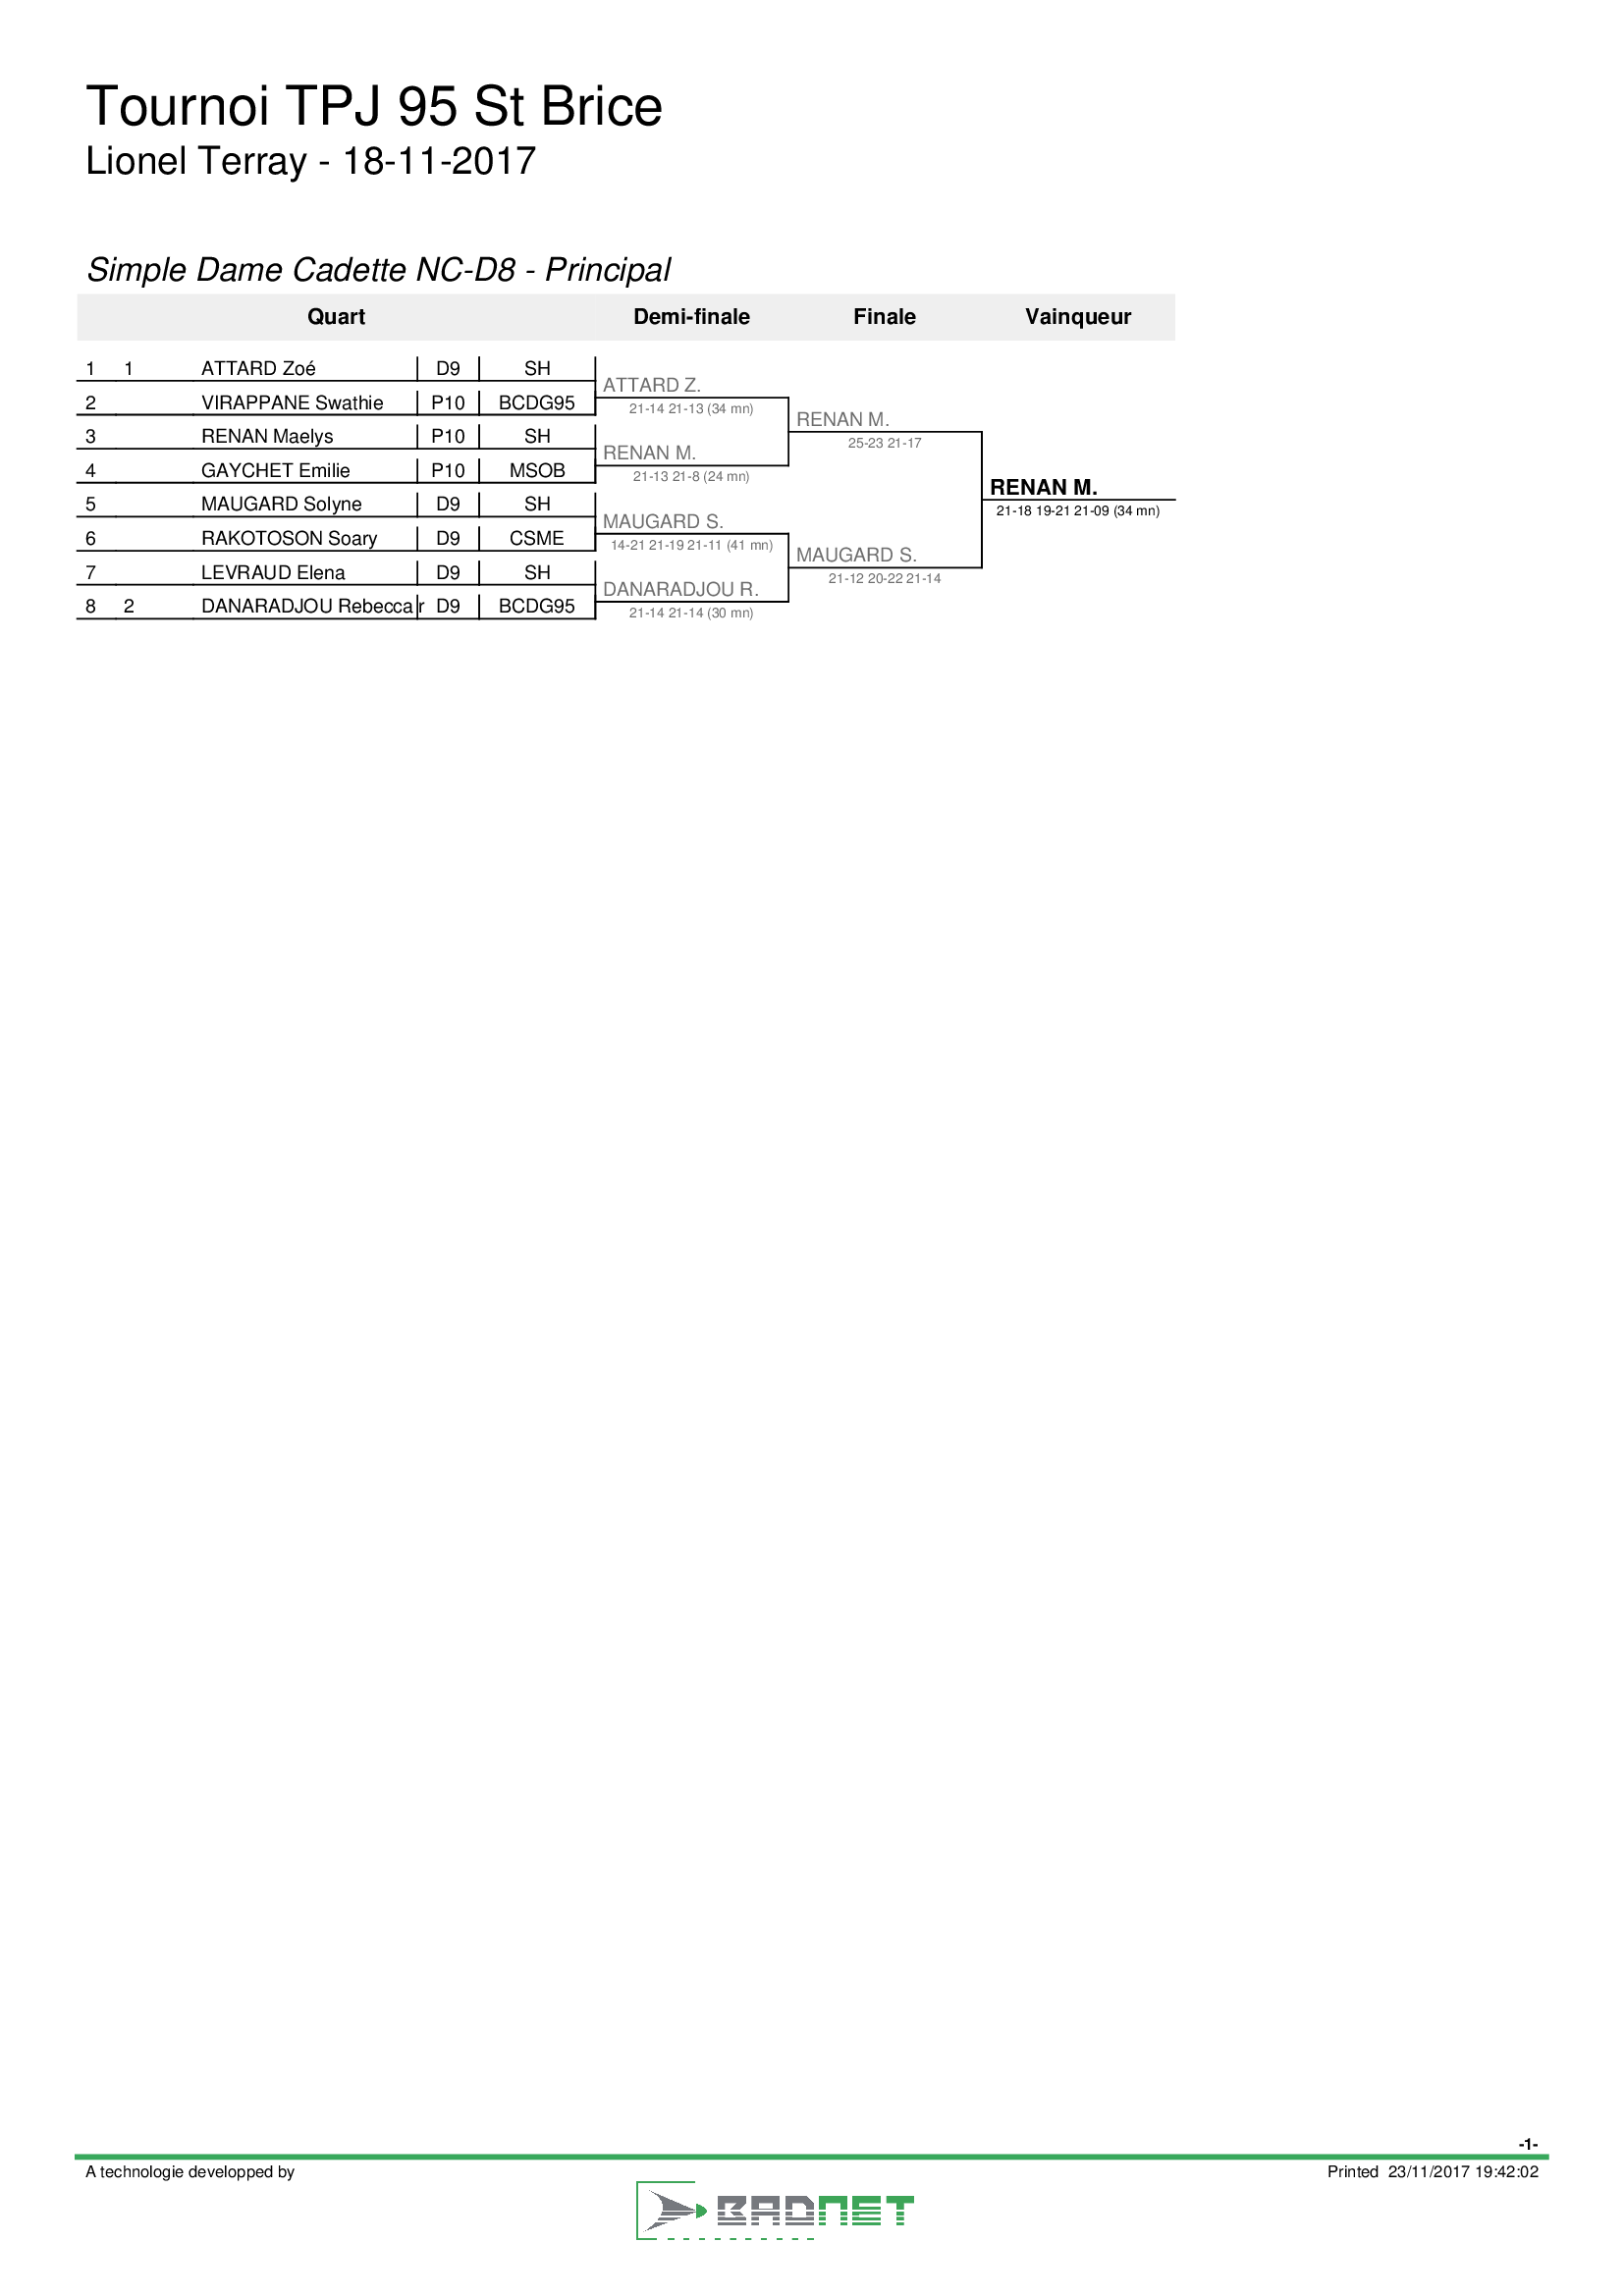 Tournoi TPJ 95 St Brice
Lionel Terray - 18-11-2017
Simple Dame Cadette NC-D8 - Principal
Quart Demi-finale Finale Vainqueur
1 1 ATTARD Zoé D9 SH
ATTARD Z.
2 VIRAPPANE Swathie P10 BCDG95
21-14 21-13 (34 mn)
RENAN M.
3 RENAN Maelys P10 SH
25-23 21-17
RENAN M.
4 GAYCHET Emilie P10 MSOB
21-13 21-8 (24 mn)
RENAN M.
5 MAUGARD Solyne D9 SH
21-18 19-21 21-09 (34 mn)
MAUGARD S.
6 RAKOTOSON Soary D9 CSME
14-21 21-19 21-11 (41 mn)
MAUGARD S.
7 LEVRAUD Elena D9 SH
21-12 20-22 21-14
DANARADJOU R.
8 2 DANARADJOU Rebecca r D9 BCDG95
21-14 21-14 (30 mn)
-1-
A technologie developped by
Printed 23/11/2017 19:42:02
BADNET